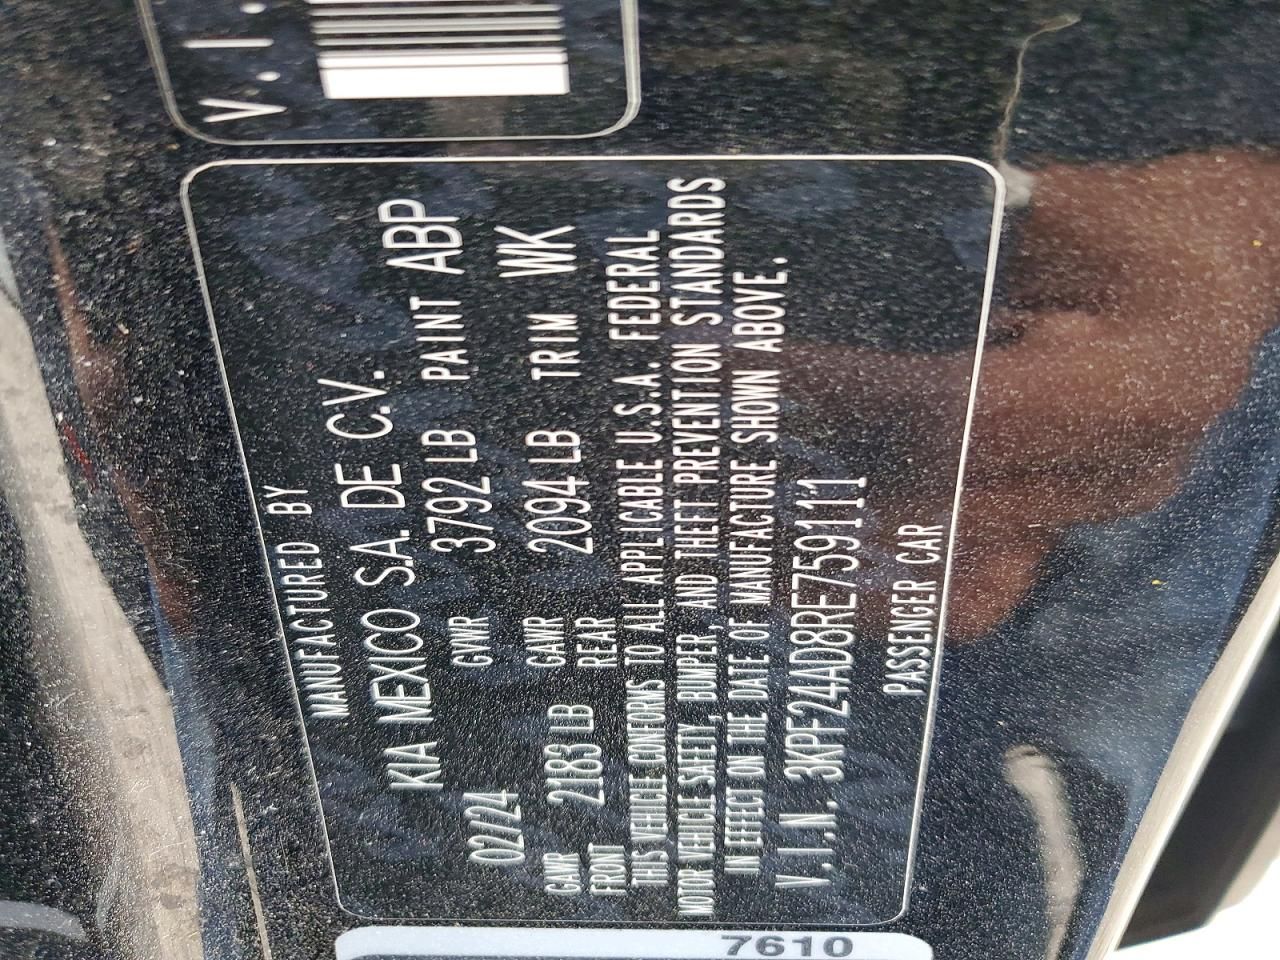 V.I.
MANUFACTURED BY
KIA MEXICO S.A. DE C.V.
02/24 GVWR 3792 LB PAINT ABP
GAWR FRONT 2183 LB GAWR REAR 2094 LB TRIM WK
THIS VEHICLE CONFORMS TO ALL APPLICABLE U.S.A. FEDERAL
MOTOR VEHICLE SAFETY, BUMPER, AND THEFT PREVENTION STANDARDS
IN EFFECT ON THE DATE OF MANUFACTURE SHOWN ABOVE.
V.I.N. 3KPF24AD8RE759111
PASSENGER CAR
7610